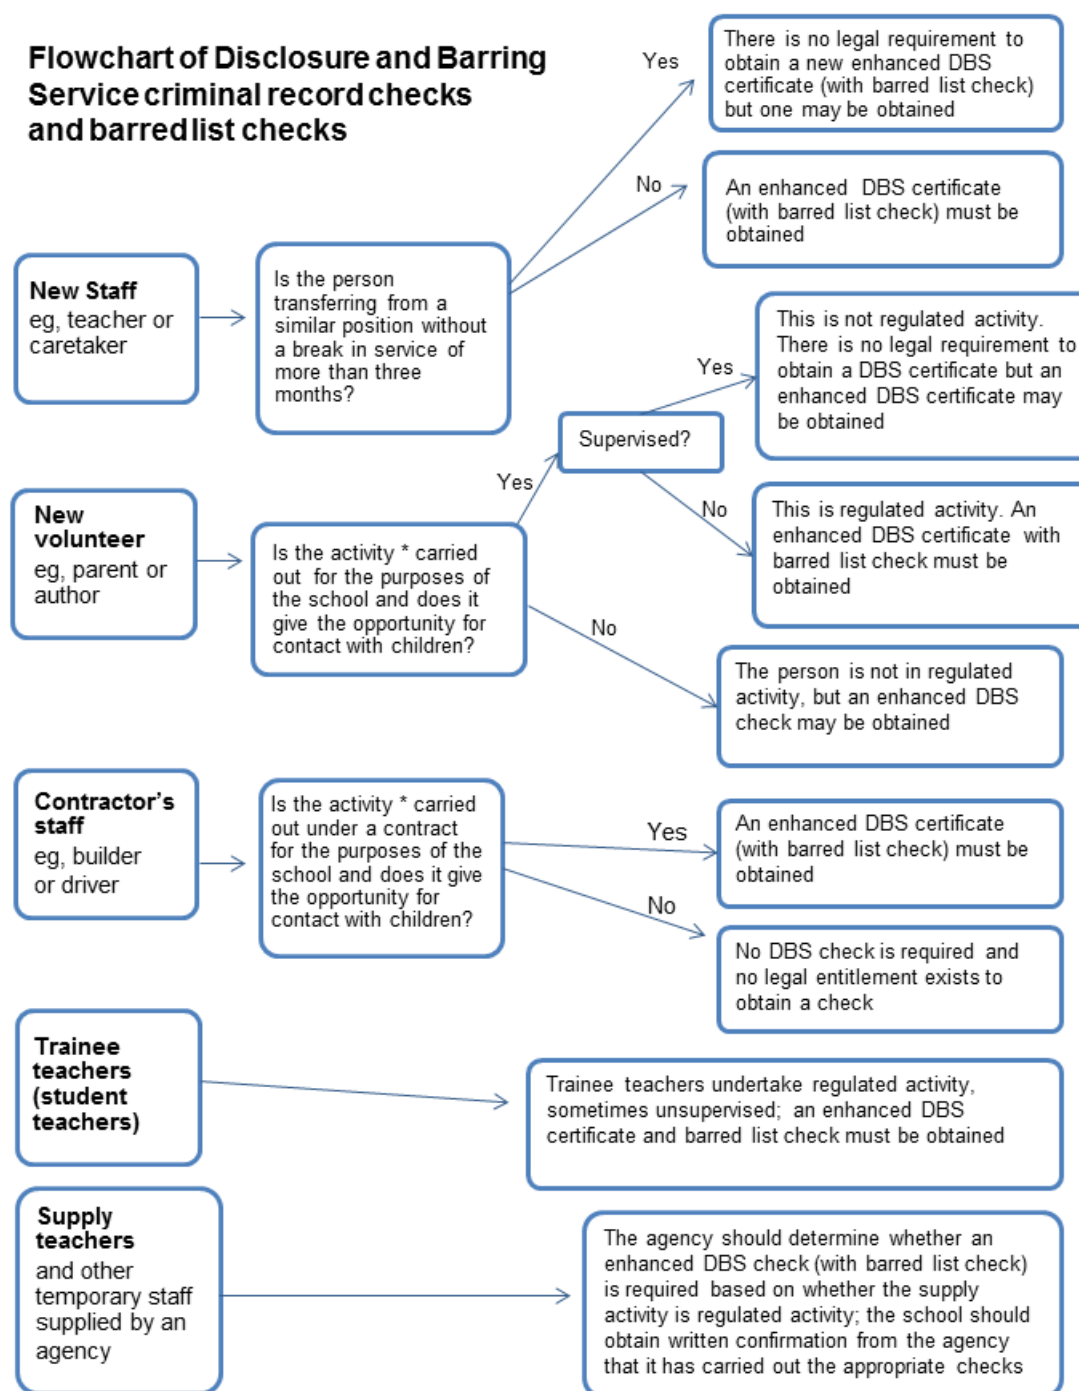 Flowchart of Disclosure and Barring
Service criminal record checks
and barred list checks
Yes
There is no legal requirement to
obtain a new enhanced DBS
certificate (with barred list check)
but one may be obtained
No
An enhanced DBS certificate
(with barred list check) must be
obtained
New Staff
eg, teacher or
caretaker
Is the person
transferring from a
similar position without
a break in service of
more than three
months?
This is not regulated activity.
There is no legal requirement to
obtain a DBS certificate but an
enhanced DBS certificate may
be obtained
Yes
Supervised?
Yes
No
This is regulated activity. An
enhanced DBS certificate with
barred list check must be
obtained
New
volunteer
eg, parent or
author
Is the activity * carried
out for the purposes of
the school and does it
give the opportunity for
contact with children?
No
The person is not in regulated
activity, but an enhanced DBS
check may be obtained
Contractor's
staff
eg, builder
or driver
Is the activity * carried
out under a contract
for the purposes of the
school and does it give
the opportunity for
contact with children?
Yes
An enhanced DBS certificate
(with barred list check) must be
obtained
No
No DBS check is required and
no legal entitlement exists to
obtain a check
Trainee
teachers
(student
teachers)
Trainee teachers undertake regulated activity,
sometimes unsupervised; an enhanced DBS
certificate and barred list check must be obtained
Supply
teachers
and other
temporary staff
supplied by an
agency
The agency should determine whether an
enhanced DBS check (with barred list check)
is required based on whether the supply
activity is regulated activity; the school should
obtain written confirmation from the agency
that it has carried out the appropriate checks